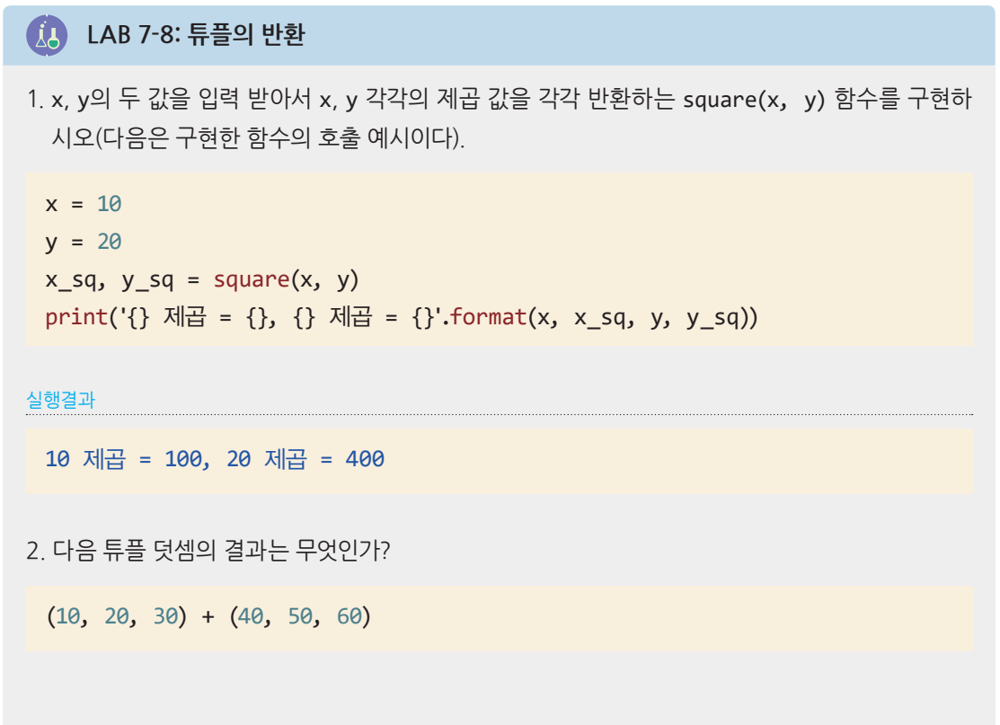 LAB 7-8: 튜플의 반환
1. x, y의 두 값을 입력 받아서 x, y 각각의 제곱 값을 각각 반환하는 square(x, y) 함수를 구현하
시오(다음은 구현한 함수의 호출 예시이다).
x = 10
y = 20
x_sq, y_sq = square(x, y)
print('{} 제곱 = {}, {} 제곱 = {}'.format(x, x_sq, y, y_sq))
실행결과
10 제곱 = 100, 20 제곱 = 400
2. 다음 튜플 덧셈의 결과는 무엇인가?
(10, 20, 30) + (40, 50, 60)